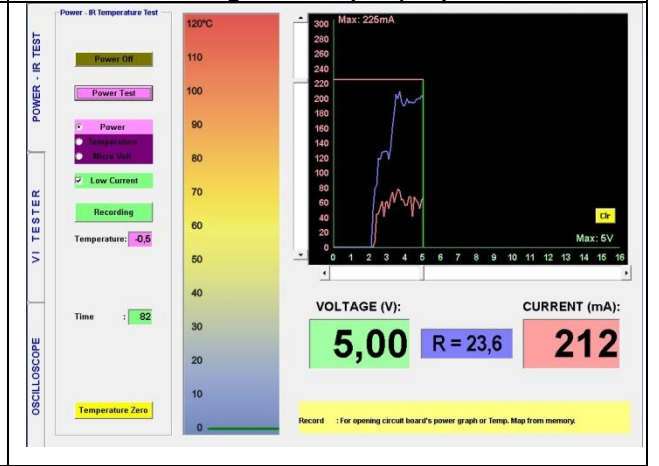 POWER - IR TEST
VI TESTER
OSCILLOSCOPE
Power - IR Temperature Test
Power Off
Power Test
Power
Temperature
Micro Volt
Low Current
Recording
Temperature: -0,5
Time : 82
Temperature Zero
120°C
110
100
90
80
70
60
50
40
30
20
10
0
Max: 225mA
300
280
260
240
220
200
180
160
140
120
100
80
60
40
20
0
Clr
Max: 5V
0 1 2 3 4 5 6 7 8 9 10 11 12 13 14 15 16
VOLTAGE (V):
5,00
R = 23,6
CURRENT (mA):
212
Record : For opening circuit board's power graph or Temp. Map from memory.